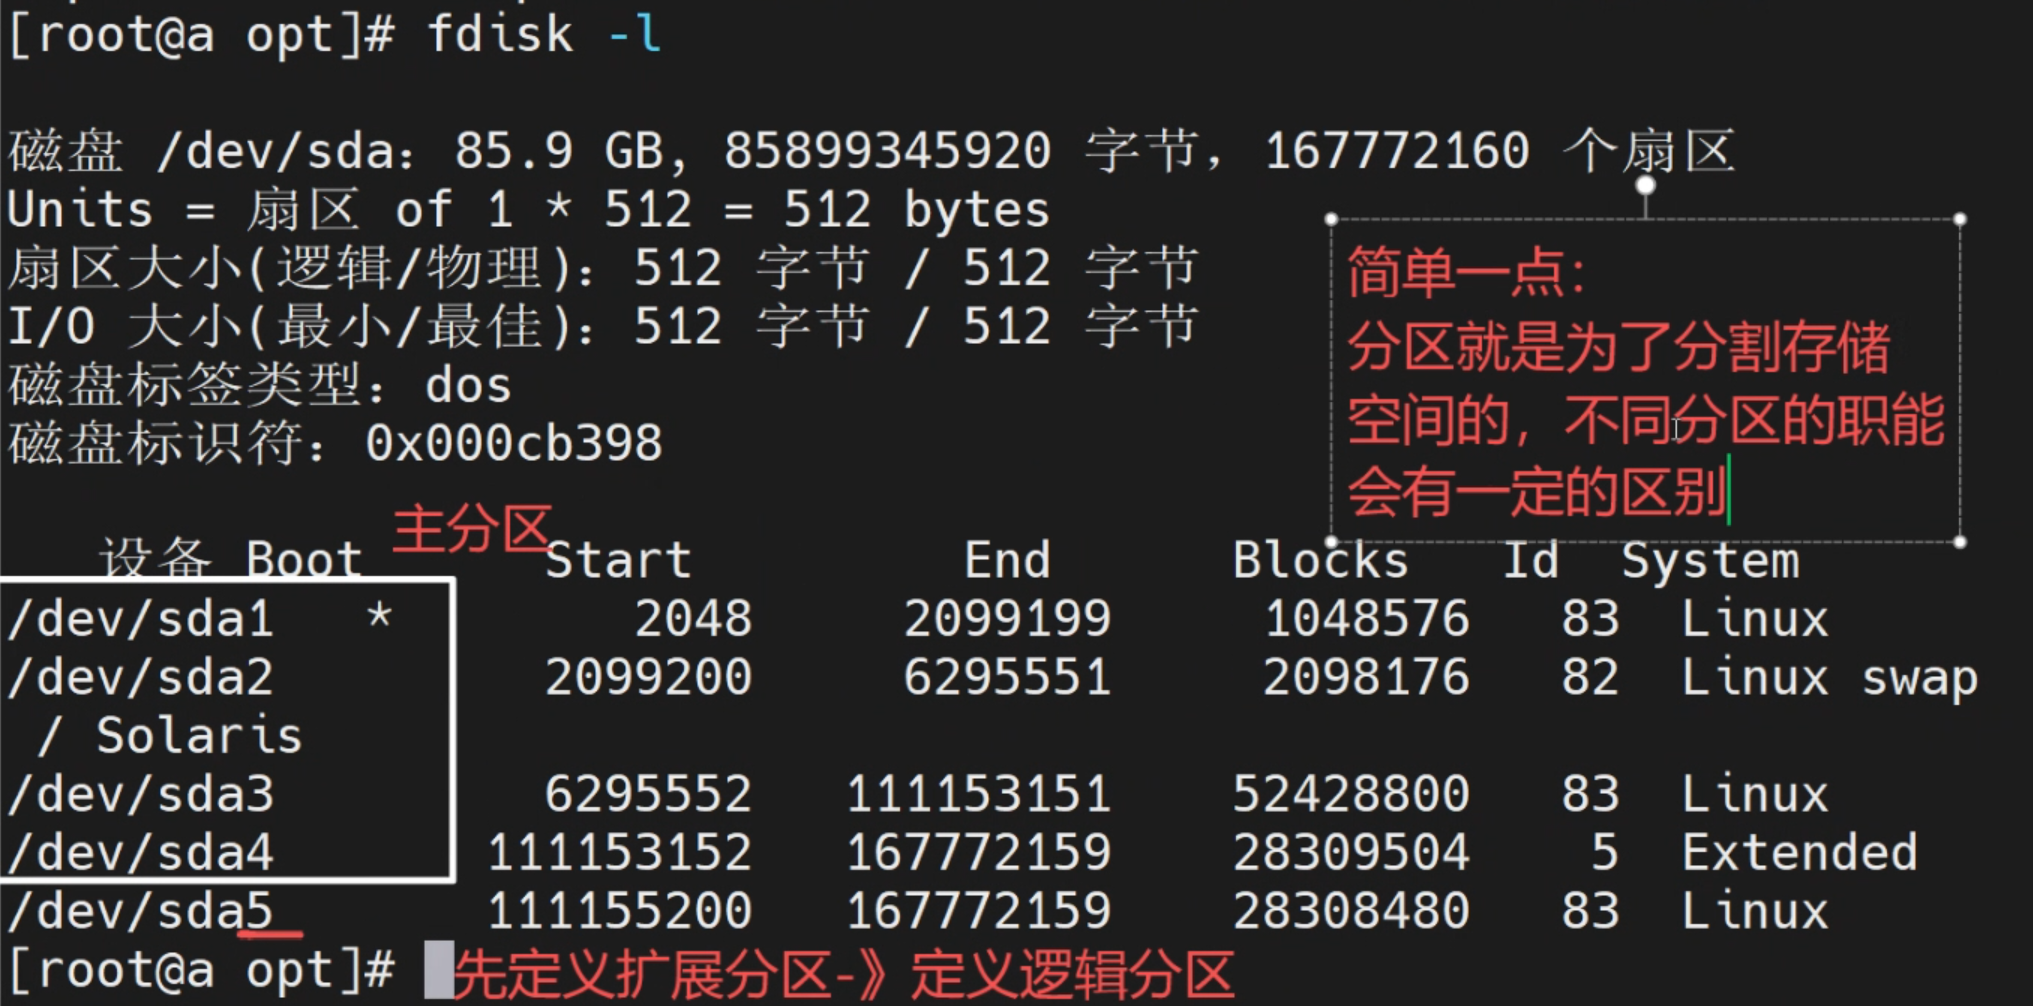 [root@a opt]# fdisk -l
磁盘 /dev/sda：85.9 GB, 85899345920 字节，167772160 个扇区
Units = 扇区 of 1 * 512 = 512 bytes
扇区大小(逻辑/物理)：512 字节 / 512 字节
I/O 大小(最小/最佳)：512 字节 / 512 字节
磁盘标签类型：dos
磁盘标识符：0x000cb398
简单一点：
分区就是为了分割存储
空间的，不同分区的职能
会有一定的区别
主分区
设备 Boot Start End Blocks Id System
/dev/sda1 * 2048 2099199 1048576 83 Linux
/dev/sda2 2099200 6295551 2098176 82 Linux swap
/ Solaris
/dev/sda3 6295552 111153151 52428800 83 Linux
/dev/sda4 111153152 167772159 28309504 5 Extended
/dev/sda5 111155200 167772159 28308480 83 Linux
[root@a opt]#
先定义扩展分区-》定义逻辑分区